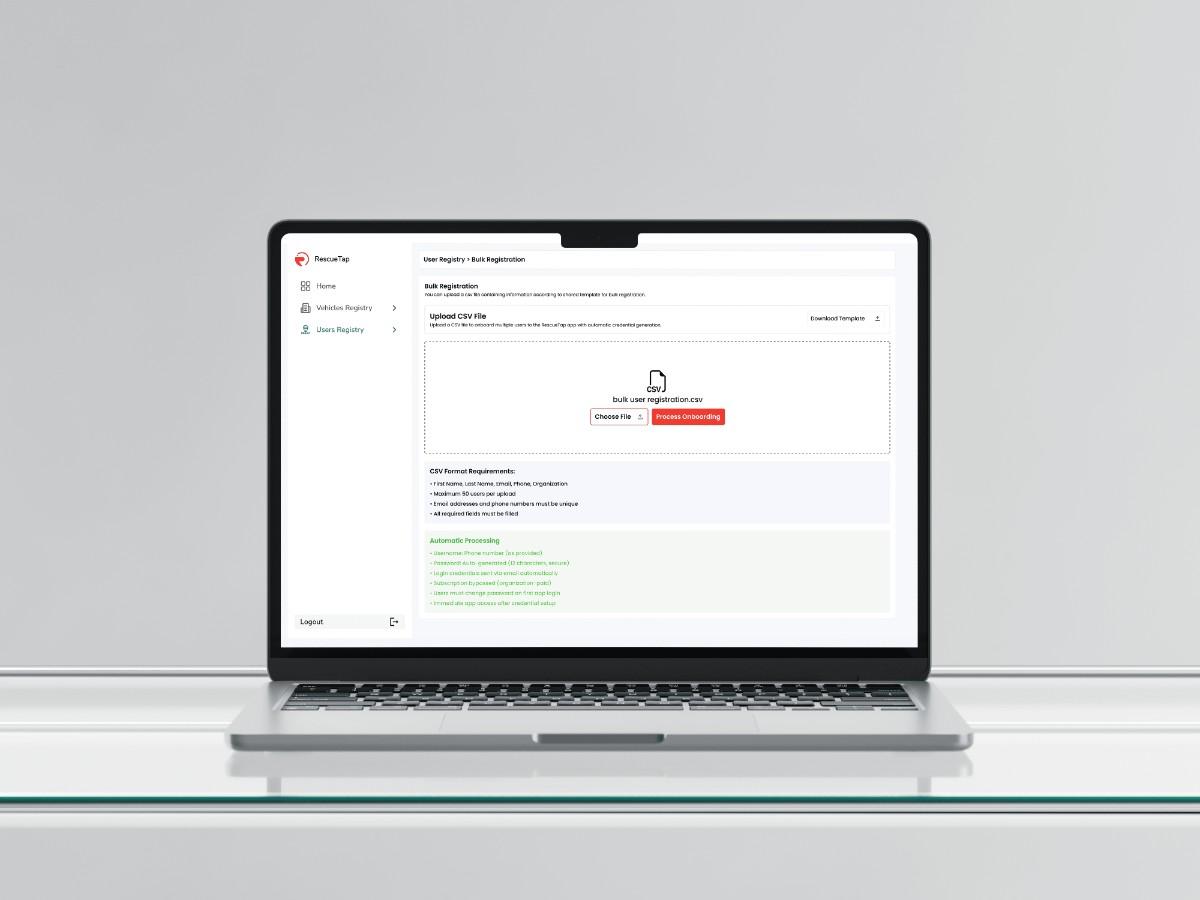 RescueTap
Home
Vehicles Registry
Users Registry
Logout
User Registry > Bulk Registration
Bulk Registration
You can upload a csv file containing information according to shared template for bulk registration.
Upload CSV File
Upload a CSV file to onboard multiple users to the RescueTap app with automatic credential generation.
Download Template
CSV
bulk user registration.csv
Choose File
Process Onboarding
CSV Format Requirements:
• First Name, Last Name, Email, Phone, Organization
• Maximum 50 users per upload
• Email addresses and phone numbers must be unique
• All required fields must be filled
Automatic Processing
• Username: Phone number (as provided)
• Password: Auto-generated (12 characters, secure)
• Login credentials sent via email automatically
• Subscription bypassed (organization-paid)
• Users must change password on first app login
• Immediate app access after credential setup